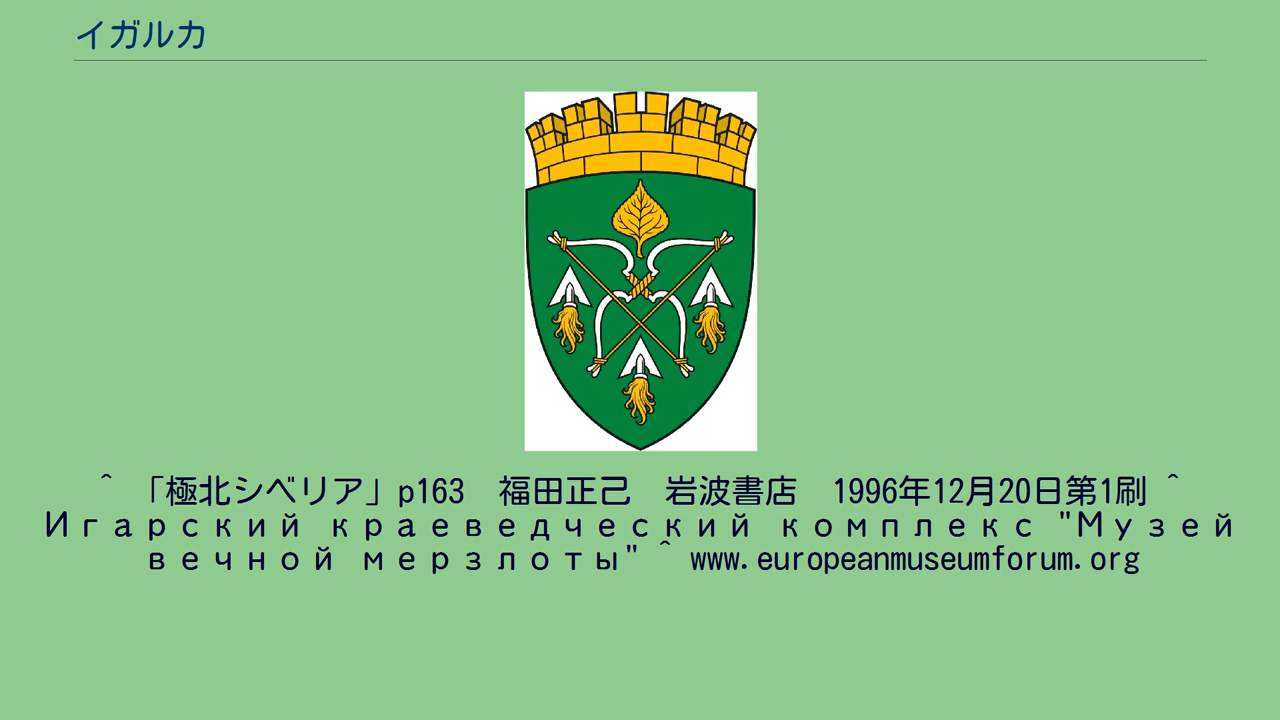 イガルカ
^ 「極北シベリア」p163　福田正己　岩波書店　1996年12月20日第1刷 ^
Игарский краеведческий комплекс "Музей
вечной мерзлоты" ^ www.europeanmuseumforum.org